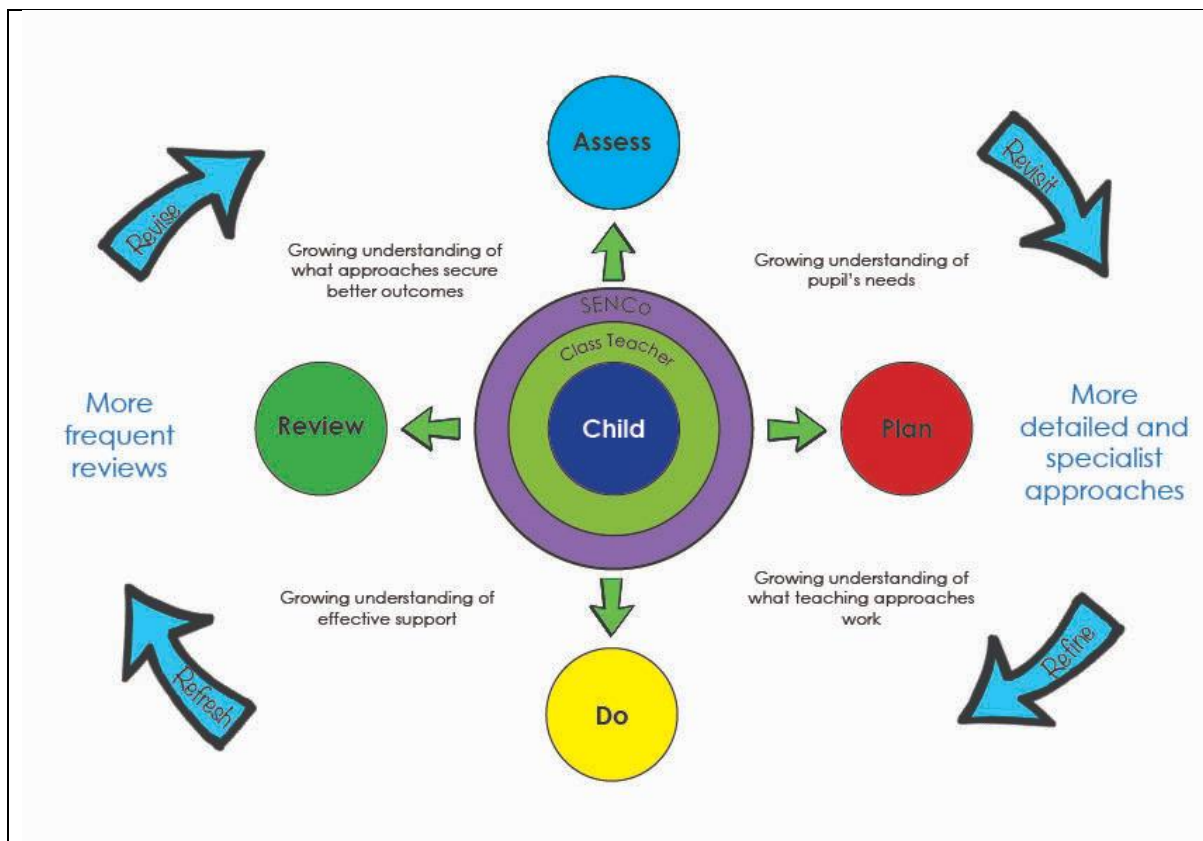 Assess
Revise
Revisit
Growing understanding of
what approaches secure
better outcomes
Growing understanding of
pupil's needs
SENCo
Class Teacher
Child
Review
Plan
More
frequent
reviews
More
detailed and
specialist
approaches
Growing understanding of
effective support
Growing understanding of
what teaching approaches
work
Refresh
Refine
Do